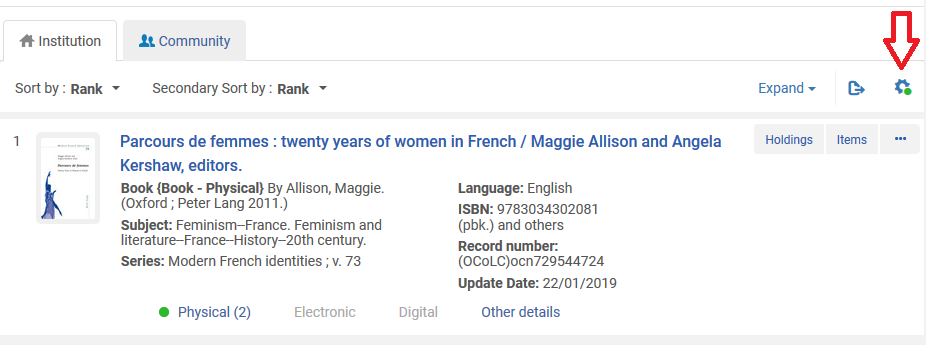 Institution Community
Sort by : Rank Secondary Sort by : Rank Expand
1 Parcours de femmes : twenty years of women in French / Maggie Allison and Angela Holdings Items ...
Kershaw, editors.
Book {Book - Physical} By Allison, Maggie.
(Oxford ; Peter Lang 2011.)
Subject: Feminism--France. Feminism and
literature--France--History--20th century.
Series: Modern French identities ; v. 73
Language: English
ISBN: 9783034302081
(pbk.) and others
Record number:
(OCoLC)ocn729544724
Update Date: 22/01/2019
Physical (2) Electronic Digital Other details